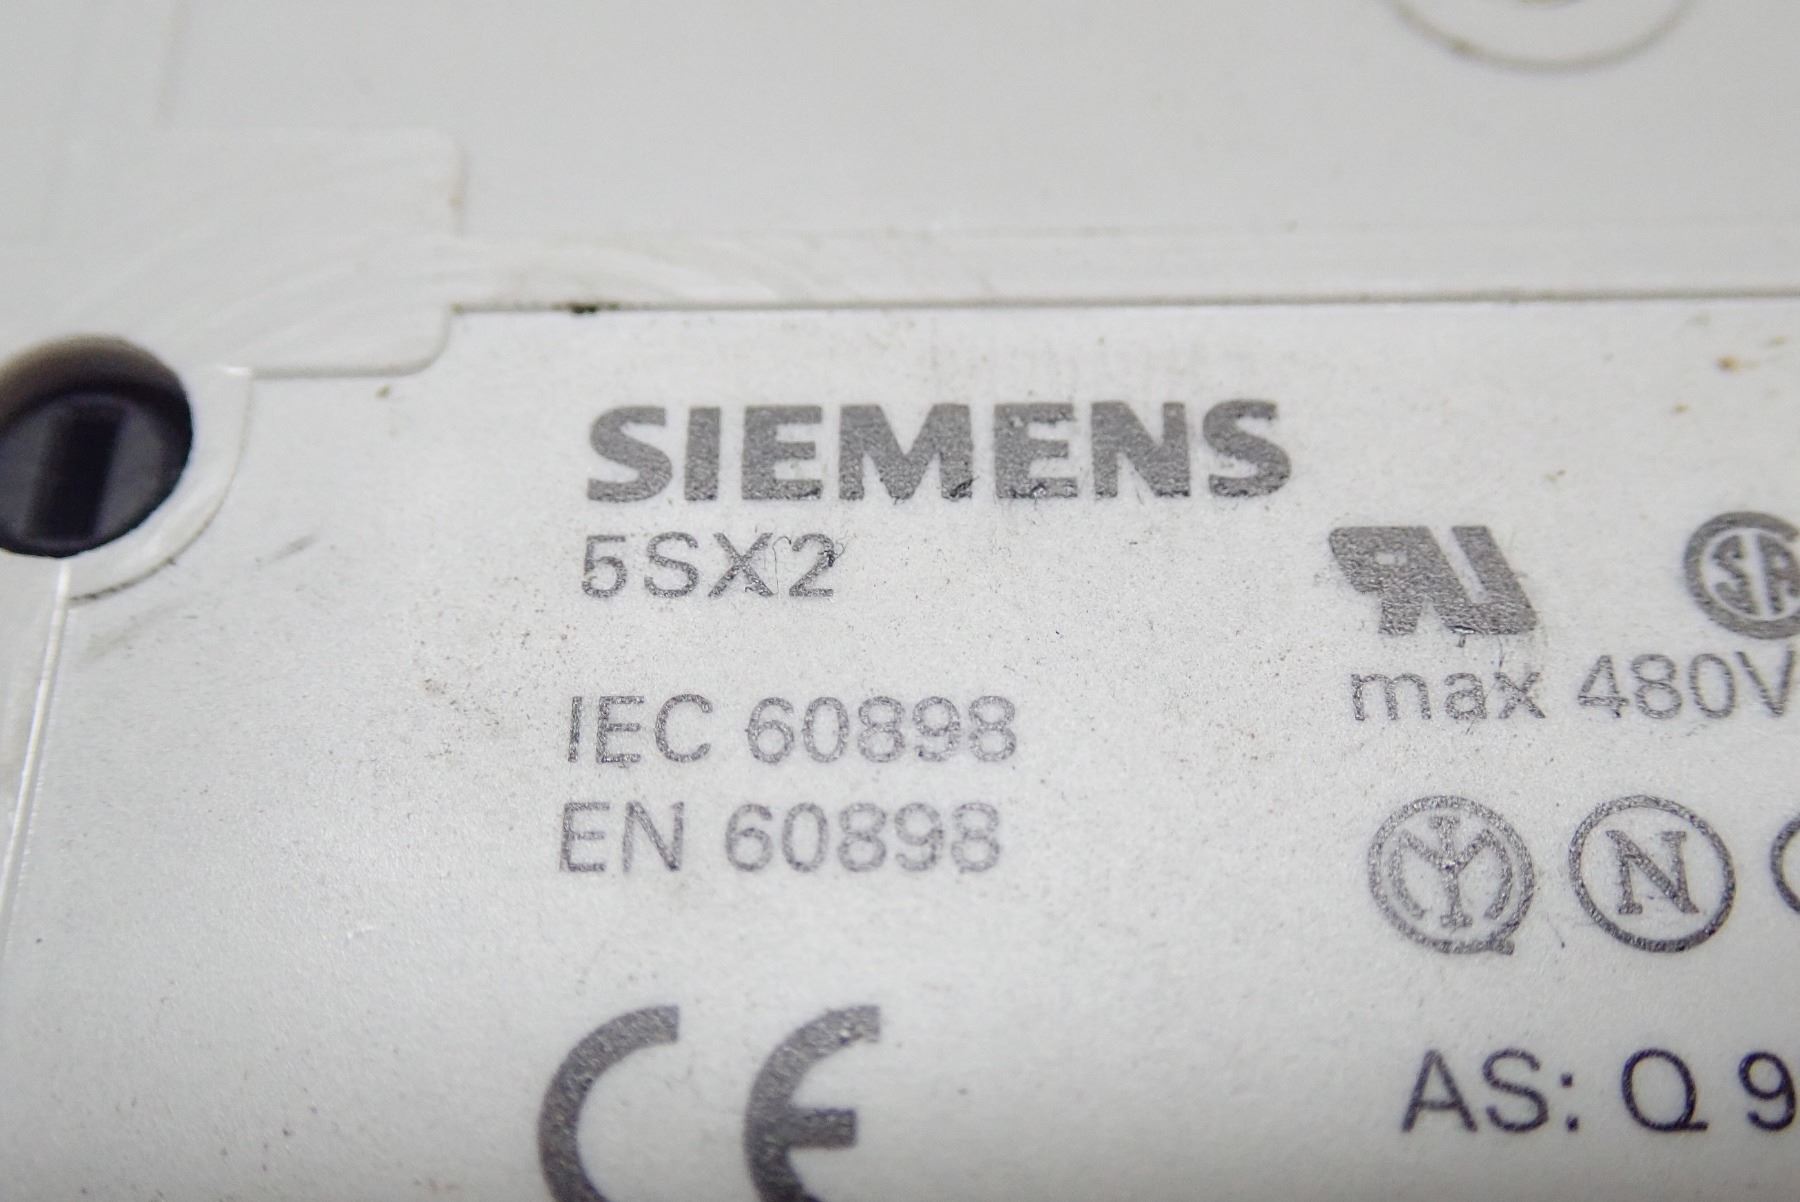 SIEMENS
5SX2
IEC 60898
EN 60898
CE
max 480V
N
AS: Q 9